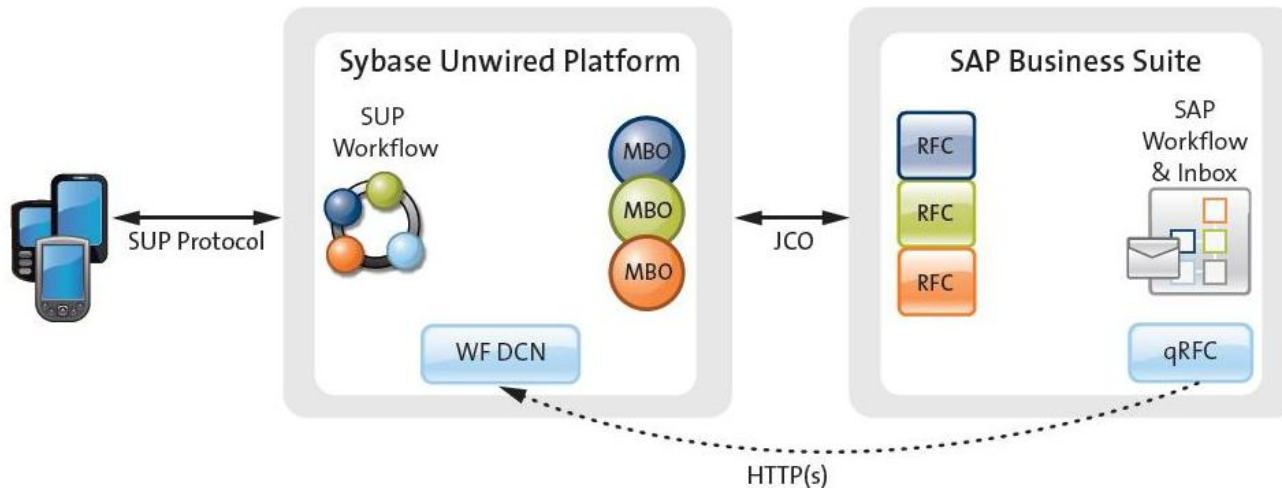 Sybase Unwired Platform
SUP
Workflow
MBO
MBO
MBO
WF DCN
SUP Protocol
JCO
SAP Business Suite
RFC
RFC
RFC
SAP
Workflow
& Inbox
qRFC
HTTP(s)